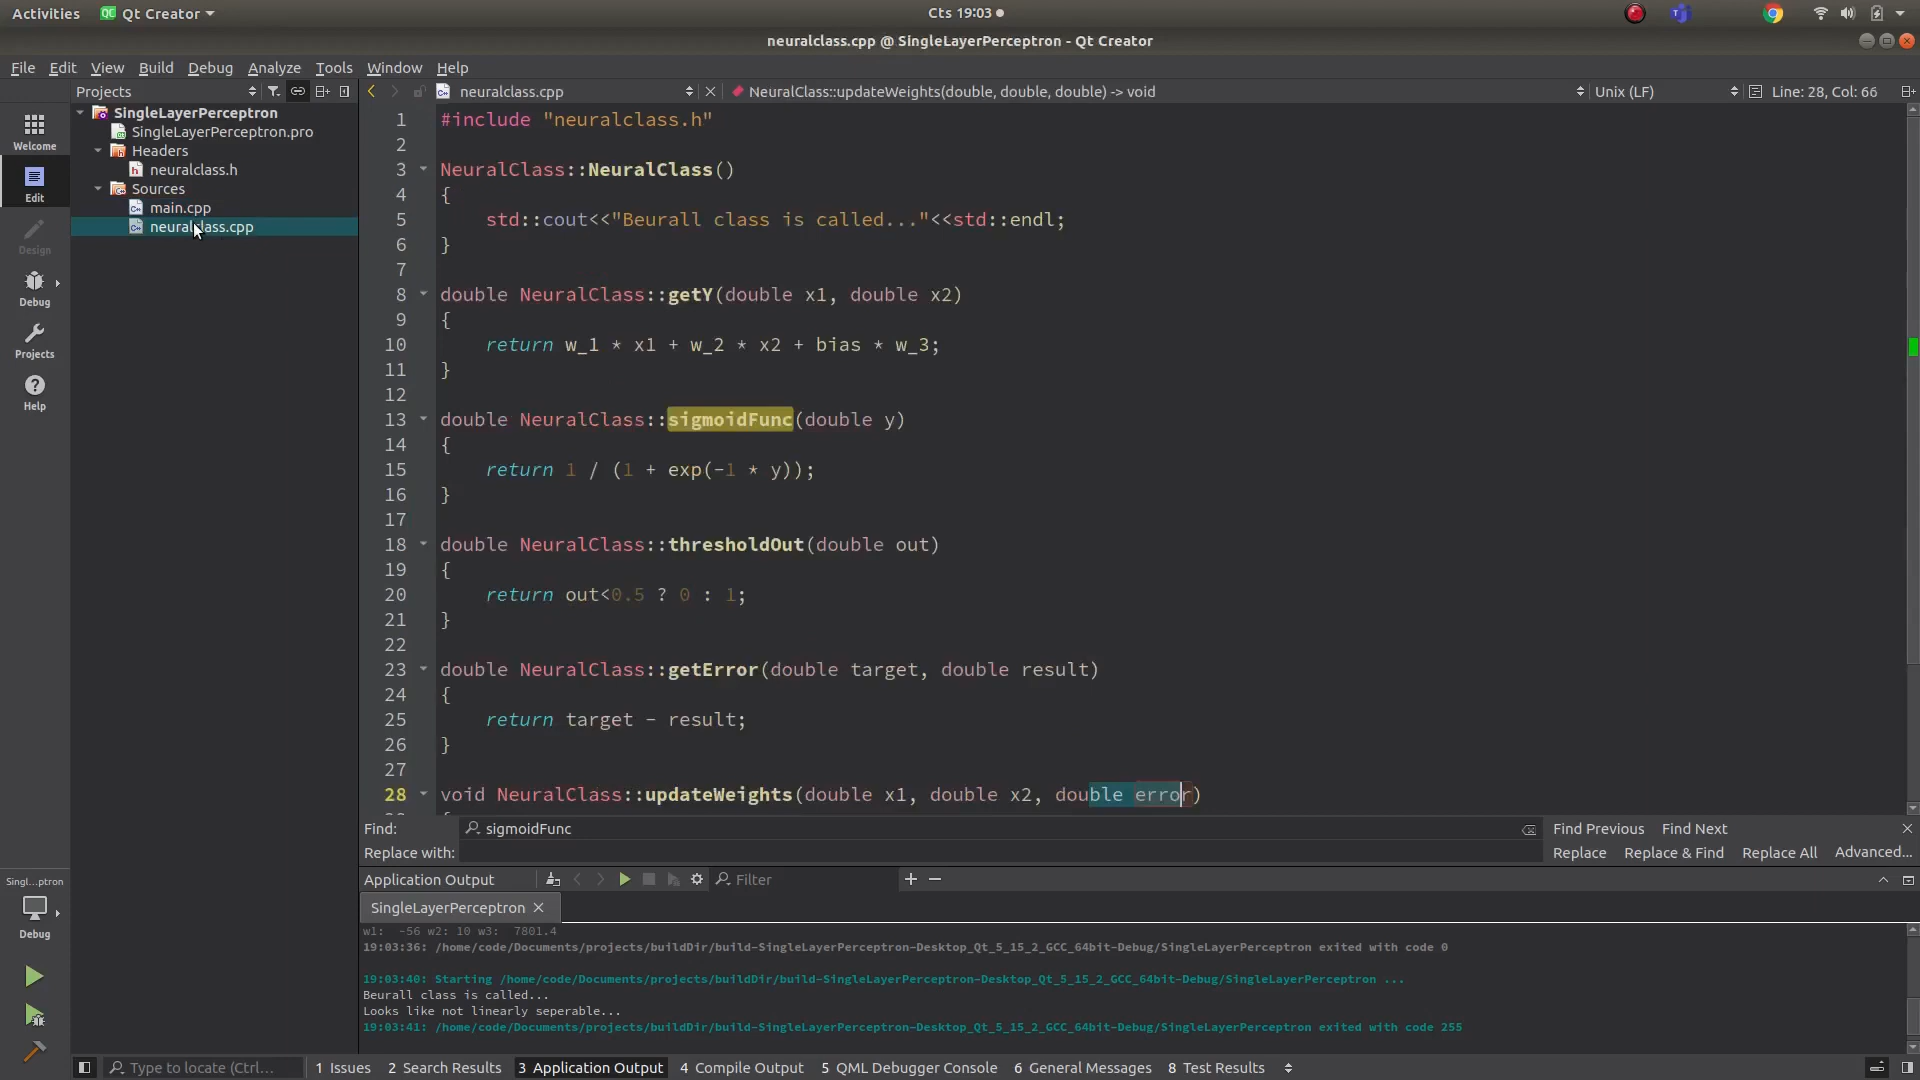 Activities Qt Creator Cts 19:03
neuralclass.cpp @ SingleLayerPerceptron - Qt Creator
File Edit View Build Debug Analyze Tools Window Help
Projects neuralclass.cpp NeuralClass::updateWeights(double, double, double) -> void Unix (LF) Line: 28, Col: 66
SingleLayerPerceptron
SingleLayerPerceptron.pro
Headers
neuralclass.h
Sources
main.cpp
neuralclass.cpp
Welcome
Edit
Design
Debug
Projects
Help
1 #include "neuralclass.h"
2
3 NeuralClass::NeuralClass()
4 {
5 std::cout<<"Beurall class is called..."<<std::endl;
6 }
7
8 double NeuralClass::getY(double x1, double x2)
9 {
10 return w_1 * x1 + w_2 * x2 + bias * w_3;
11 }
12
13 double NeuralClass::sigmoidFunc(double y)
14 {
15 return 1 / (1 + exp(-1 * y));
16 }
17
18 double NeuralClass::thresholdOut(double out)
19 {
20 return out<0.5 ? 0 : 1;
21 }
22
23 double NeuralClass::getError(double target, double result)
24 {
25 return target - result;
26 }
27
28 void NeuralClass::updateWeights(double x1, double x2, double error)
Find: sigmoidFunc Find Previous Find Next
Replace with: Replace Replace & Find Replace All Advanced...
Application Output Filter
SingleLayerPerceptron
w1: -56 w2: 10 w3: 7801.4
19:03:36: /home/code/Documents/projects/buildDir/build-SingleLayerPerceptron-Desktop_Qt_5_15_2_GCC_64bit-Debug/SingleLayerPerceptron exited with code 0
19:03:40: Starting /home/code/Documents/projects/buildDir/build-SingleLayerPerceptron-Desktop_Qt_5_15_2_GCC_64bit-Debug/SingleLayerPerceptron ...
Beurall class is called...
Looks like not linearly seperable...
19:03:41: /home/code/Documents/projects/buildDir/build-SingleLayerPerceptron-Desktop_Qt_5_15_2_GCC_64bit-Debug/SingleLayerPerceptron exited with code 255
Singl...ptron
Debug
Type to locate (Ctrl... 1 Issues 2 Search Results 3 Application Output 4 Compile Output 5 QML Debugger Console 6 General Messages 8 Test Results